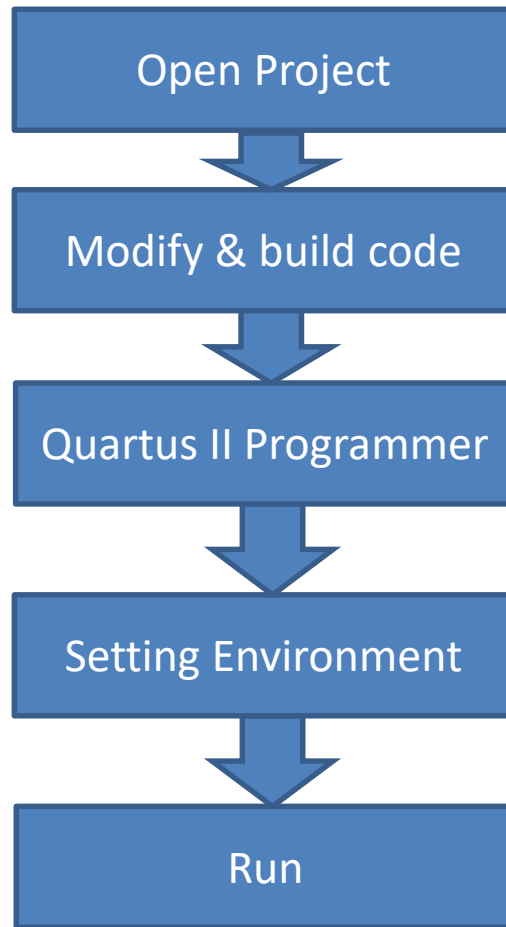 Open Project
Modify & build code
Quartus II Programmer
Setting Environment
Run